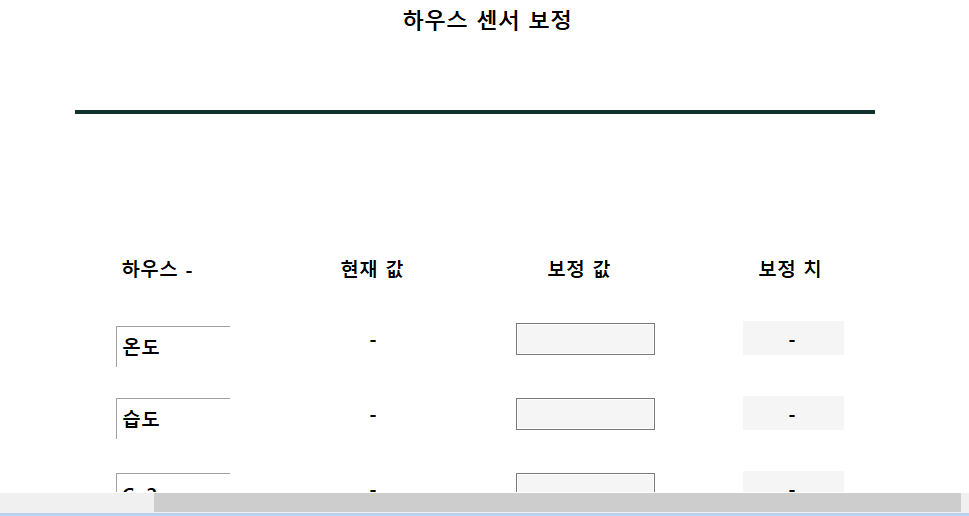 하우스 센서 보정
하우스 - 현재 값 보정 값 보정 치
온도 - -
습도 - -
- -